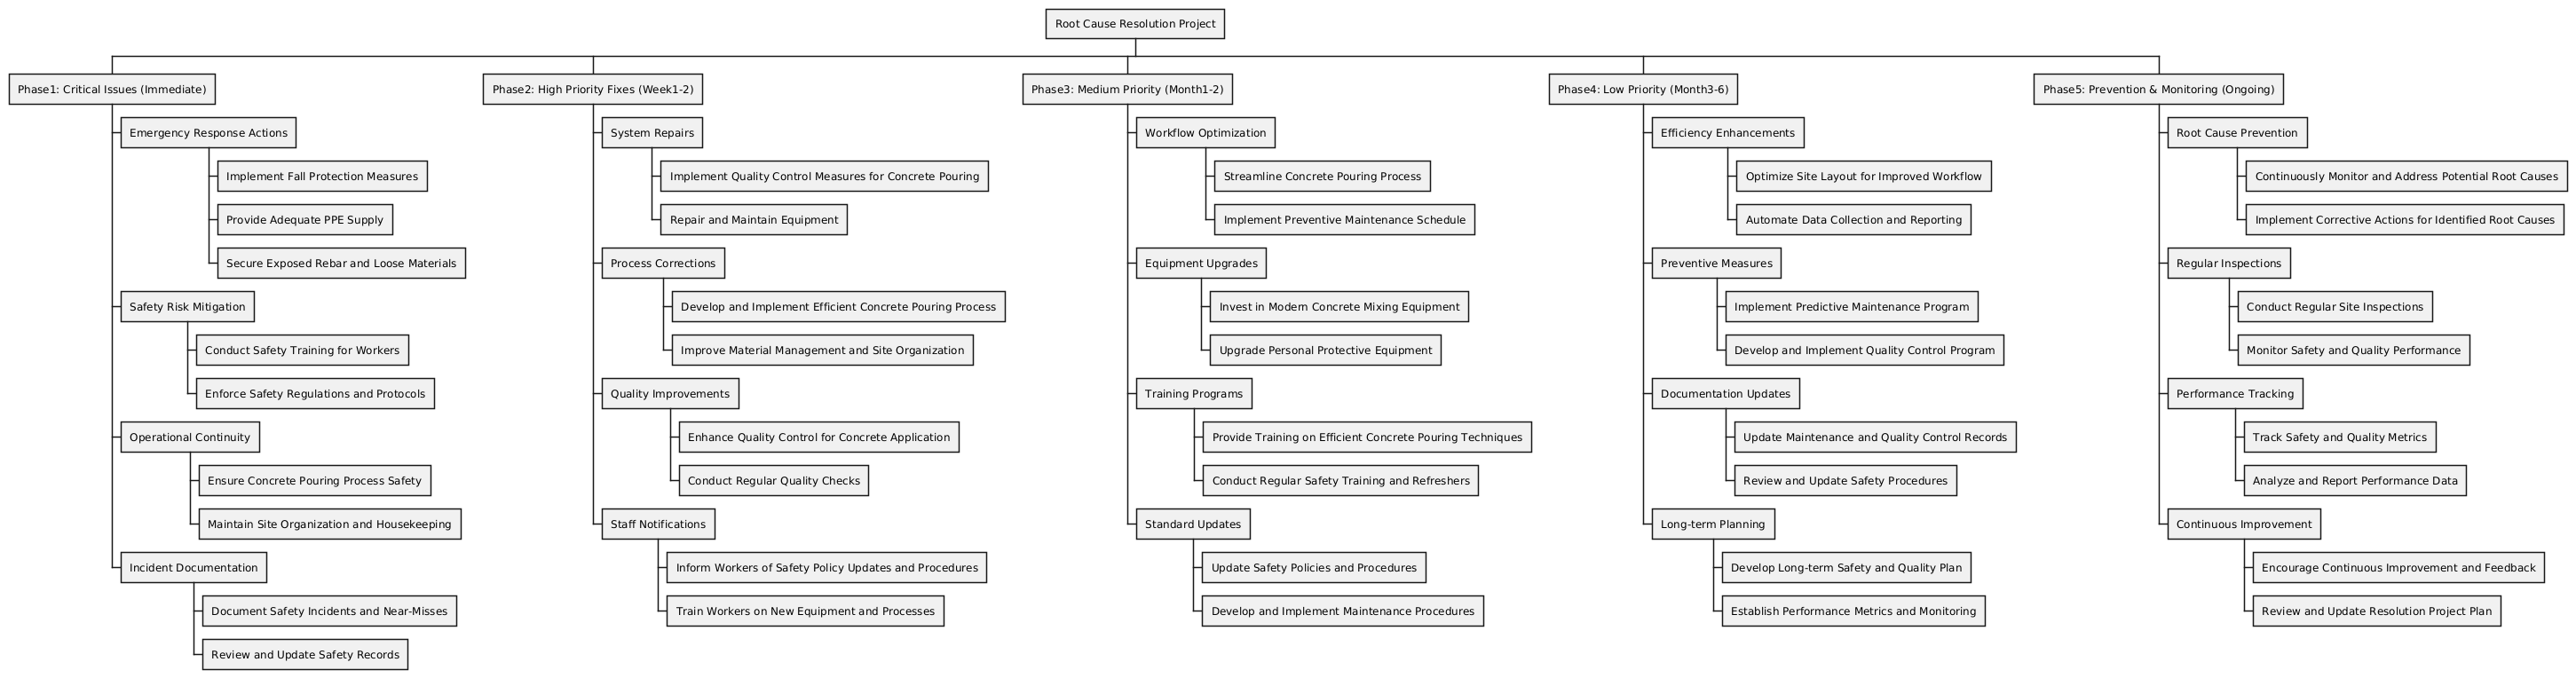 Root Cause Resolution Project
Phase1: Critical Issues (Immediate)
Emergency Response Actions
Implement Fall Protection Measures
Provide Adequate PPE Supply
Secure Exposed Rebar and Loose Materials
Safety Risk Mitigation
Conduct Safety Training for Workers
Enforce Safety Regulations and Protocols
Operational Continuity
Ensure Concrete Pouring Process Safety
Maintain Site Organization and Housekeeping
Incident Documentation
Document Safety Incidents and Near-Misses
Review and Update Safety Records
Phase2: High Priority Fixes (Week1-2)
System Repairs
Implement Quality Control Measures for Concrete Pouring
Repair and Maintain Equipment
Process Corrections
Develop and Implement Efficient Concrete Pouring Process
Improve Material Management and Site Organization
Quality Improvements
Enhance Quality Control for Concrete Application
Conduct Regular Quality Checks
Staff Notifications
Inform Workers of Safety Policy Updates and Procedures
Train Workers on New Equipment and Processes
Phase3: Medium Priority (Month1-2)
Workflow Optimization
Streamline Concrete Pouring Process
Implement Preventive Maintenance Schedule
Equipment Upgrades
Invest in Modern Concrete Mixing Equipment
Upgrade Personal Protective Equipment
Training Programs
Provide Training on Efficient Concrete Pouring Techniques
Conduct Regular Safety Training and Refreshers
Standard Updates
Update Safety Policies and Procedures
Develop and Implement Maintenance Procedures
Phase4: Low Priority (Month3-6)
Efficiency Enhancements
Optimize Site Layout for Improved Workflow
Automate Data Collection and Reporting
Preventive Measures
Implement Predictive Maintenance Program
Develop and Implement Quality Control Program
Documentation Updates
Update Maintenance and Quality Control Records
Review and Update Safety Procedures
Long-term Planning
Develop Long-term Safety and Quality Plan
Establish Performance Metrics and Monitoring
Phase5: Prevention & Monitoring (Ongoing)
Root Cause Prevention
Continuously Monitor and Address Potential Root Causes
Implement Corrective Actions for Identified Root Causes
Regular Inspections
Conduct Regular Site Inspections
Monitor Safety and Quality Performance
Performance Tracking
Track Safety and Quality Metrics
Analyze and Report Performance Data
Continuous Improvement
Encourage Continuous Improvement and Feedback
Review and Update Resolution Project Plan